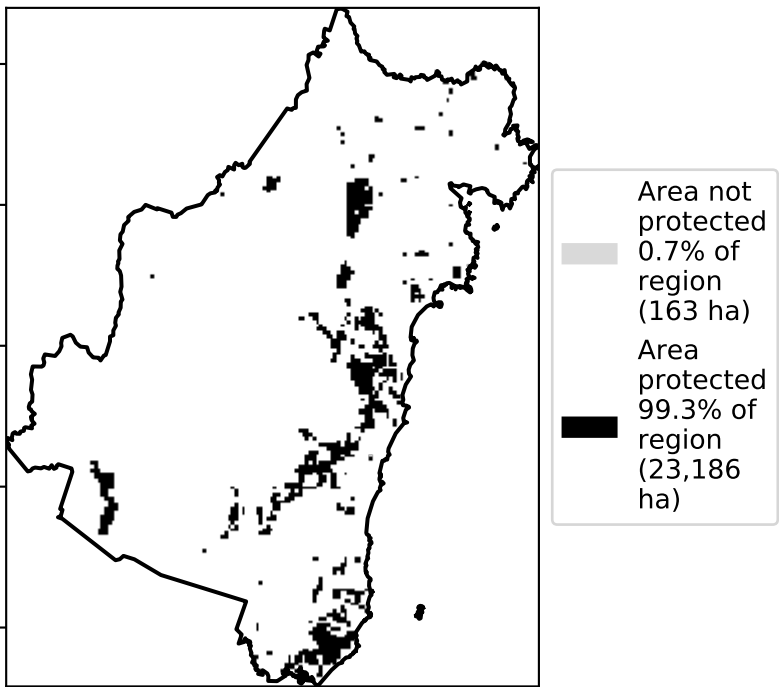 Area not
protected
0.7% of
region
(163 ha)
Area
protected
99.3% of
region
(23,186
ha)